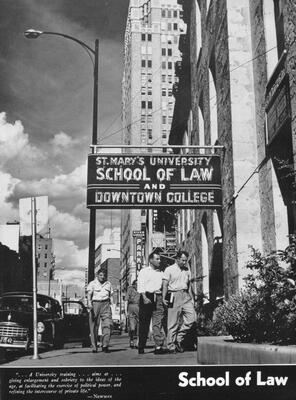 ST. MARY'S UNIVERSITY
SCHOOL OF LAW
AND
DOWNTOWN COLLEGE
". . . A University training . . . aims at . . .
giving enlargement and sobriety to the ideas of the
age, at facilitating the exercise of political power, and
refining the intercourse of private life."
—Newman
School of Law